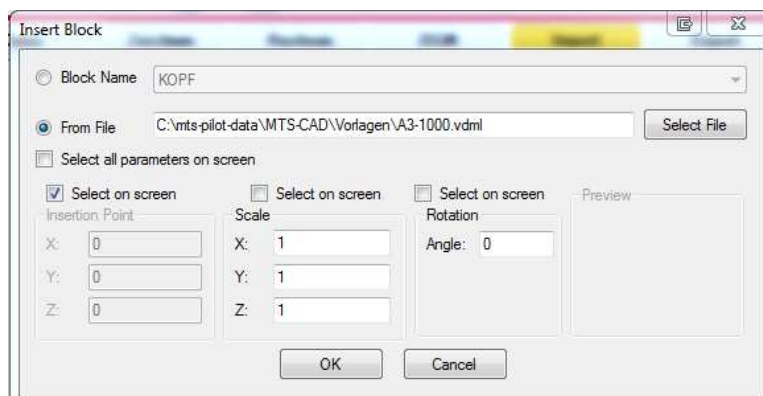 Insert Block
Block Name KOPF
From File C:\mts-pilot-data\MTS-CAD\Vorlagen\A3-1000.vdml Select File
Select all parameters on screen
Select on screen Select on screen Select on screen Preview
Insertion Point Scale Rotation
X: 0 X: 1 Angle: 0
Y: 0 Y: 1
Z: 0 Z: 1
OK Cancel